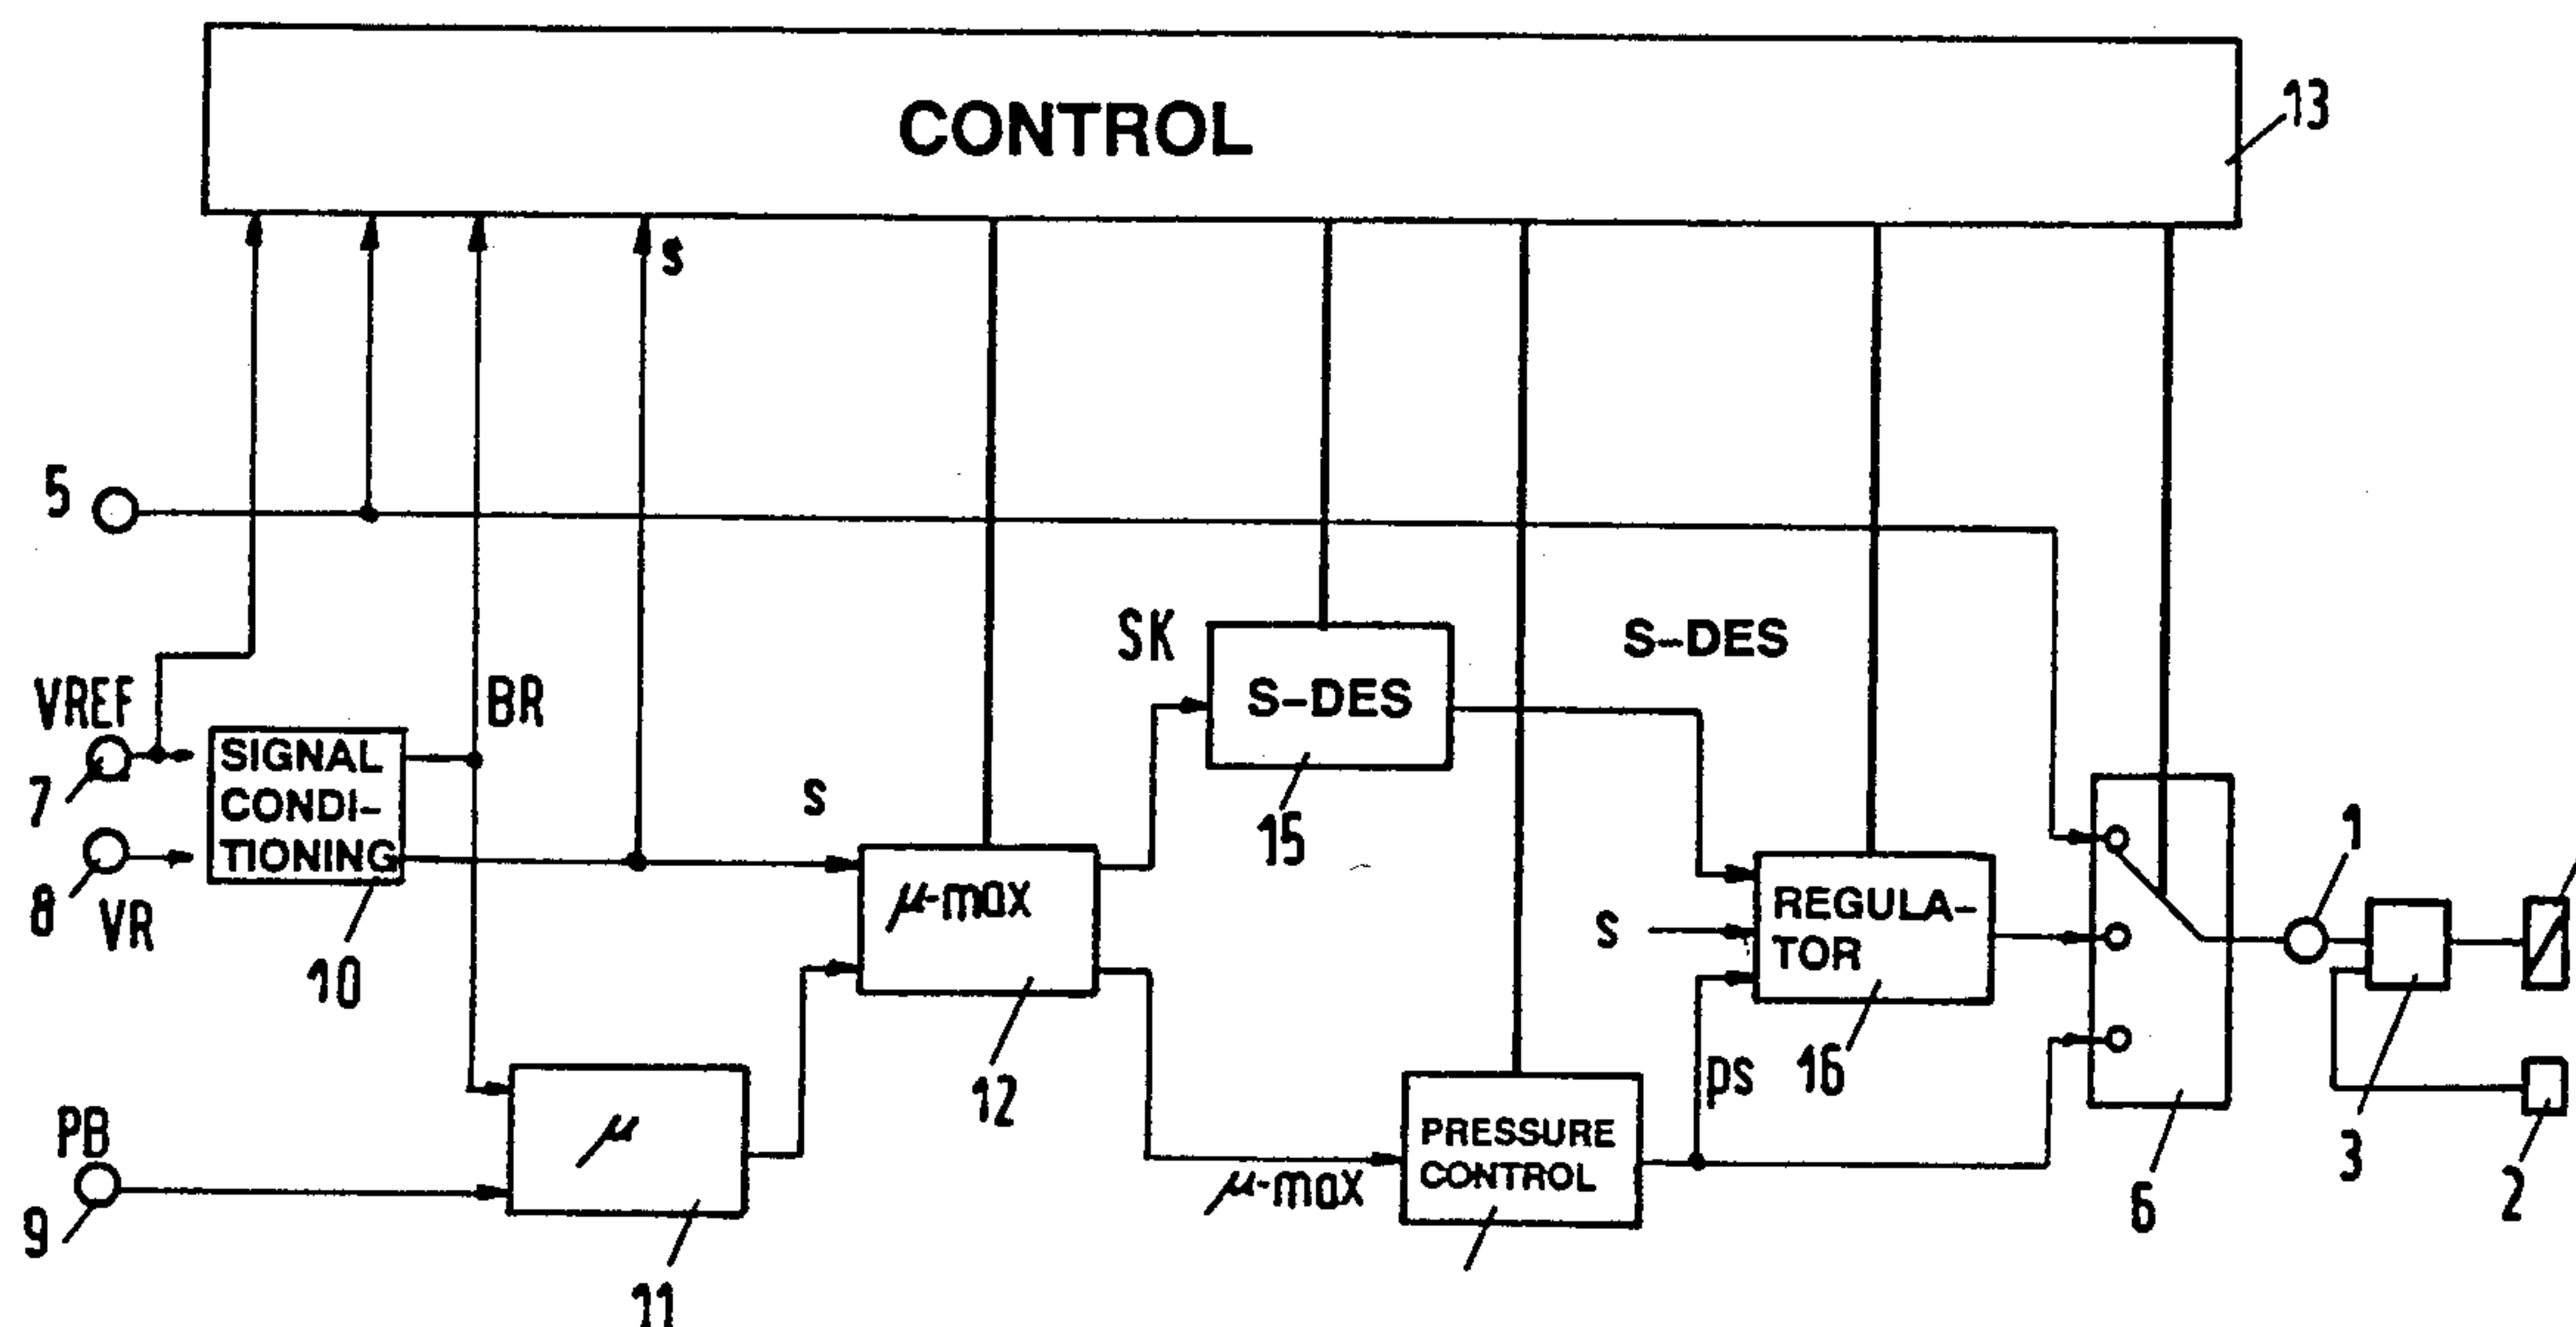 CONTROL
13
s
5
SK
S-DES
S-DES
VREF
BR
7
SIGNAL
CONDI-
TIONING
s
15
1
8
VR
10
μ-max
s
REGULA-
TOR
12
ps
16
3
2
6
PB
9
μ
11
μ-max
PRESSURE
CONTROL